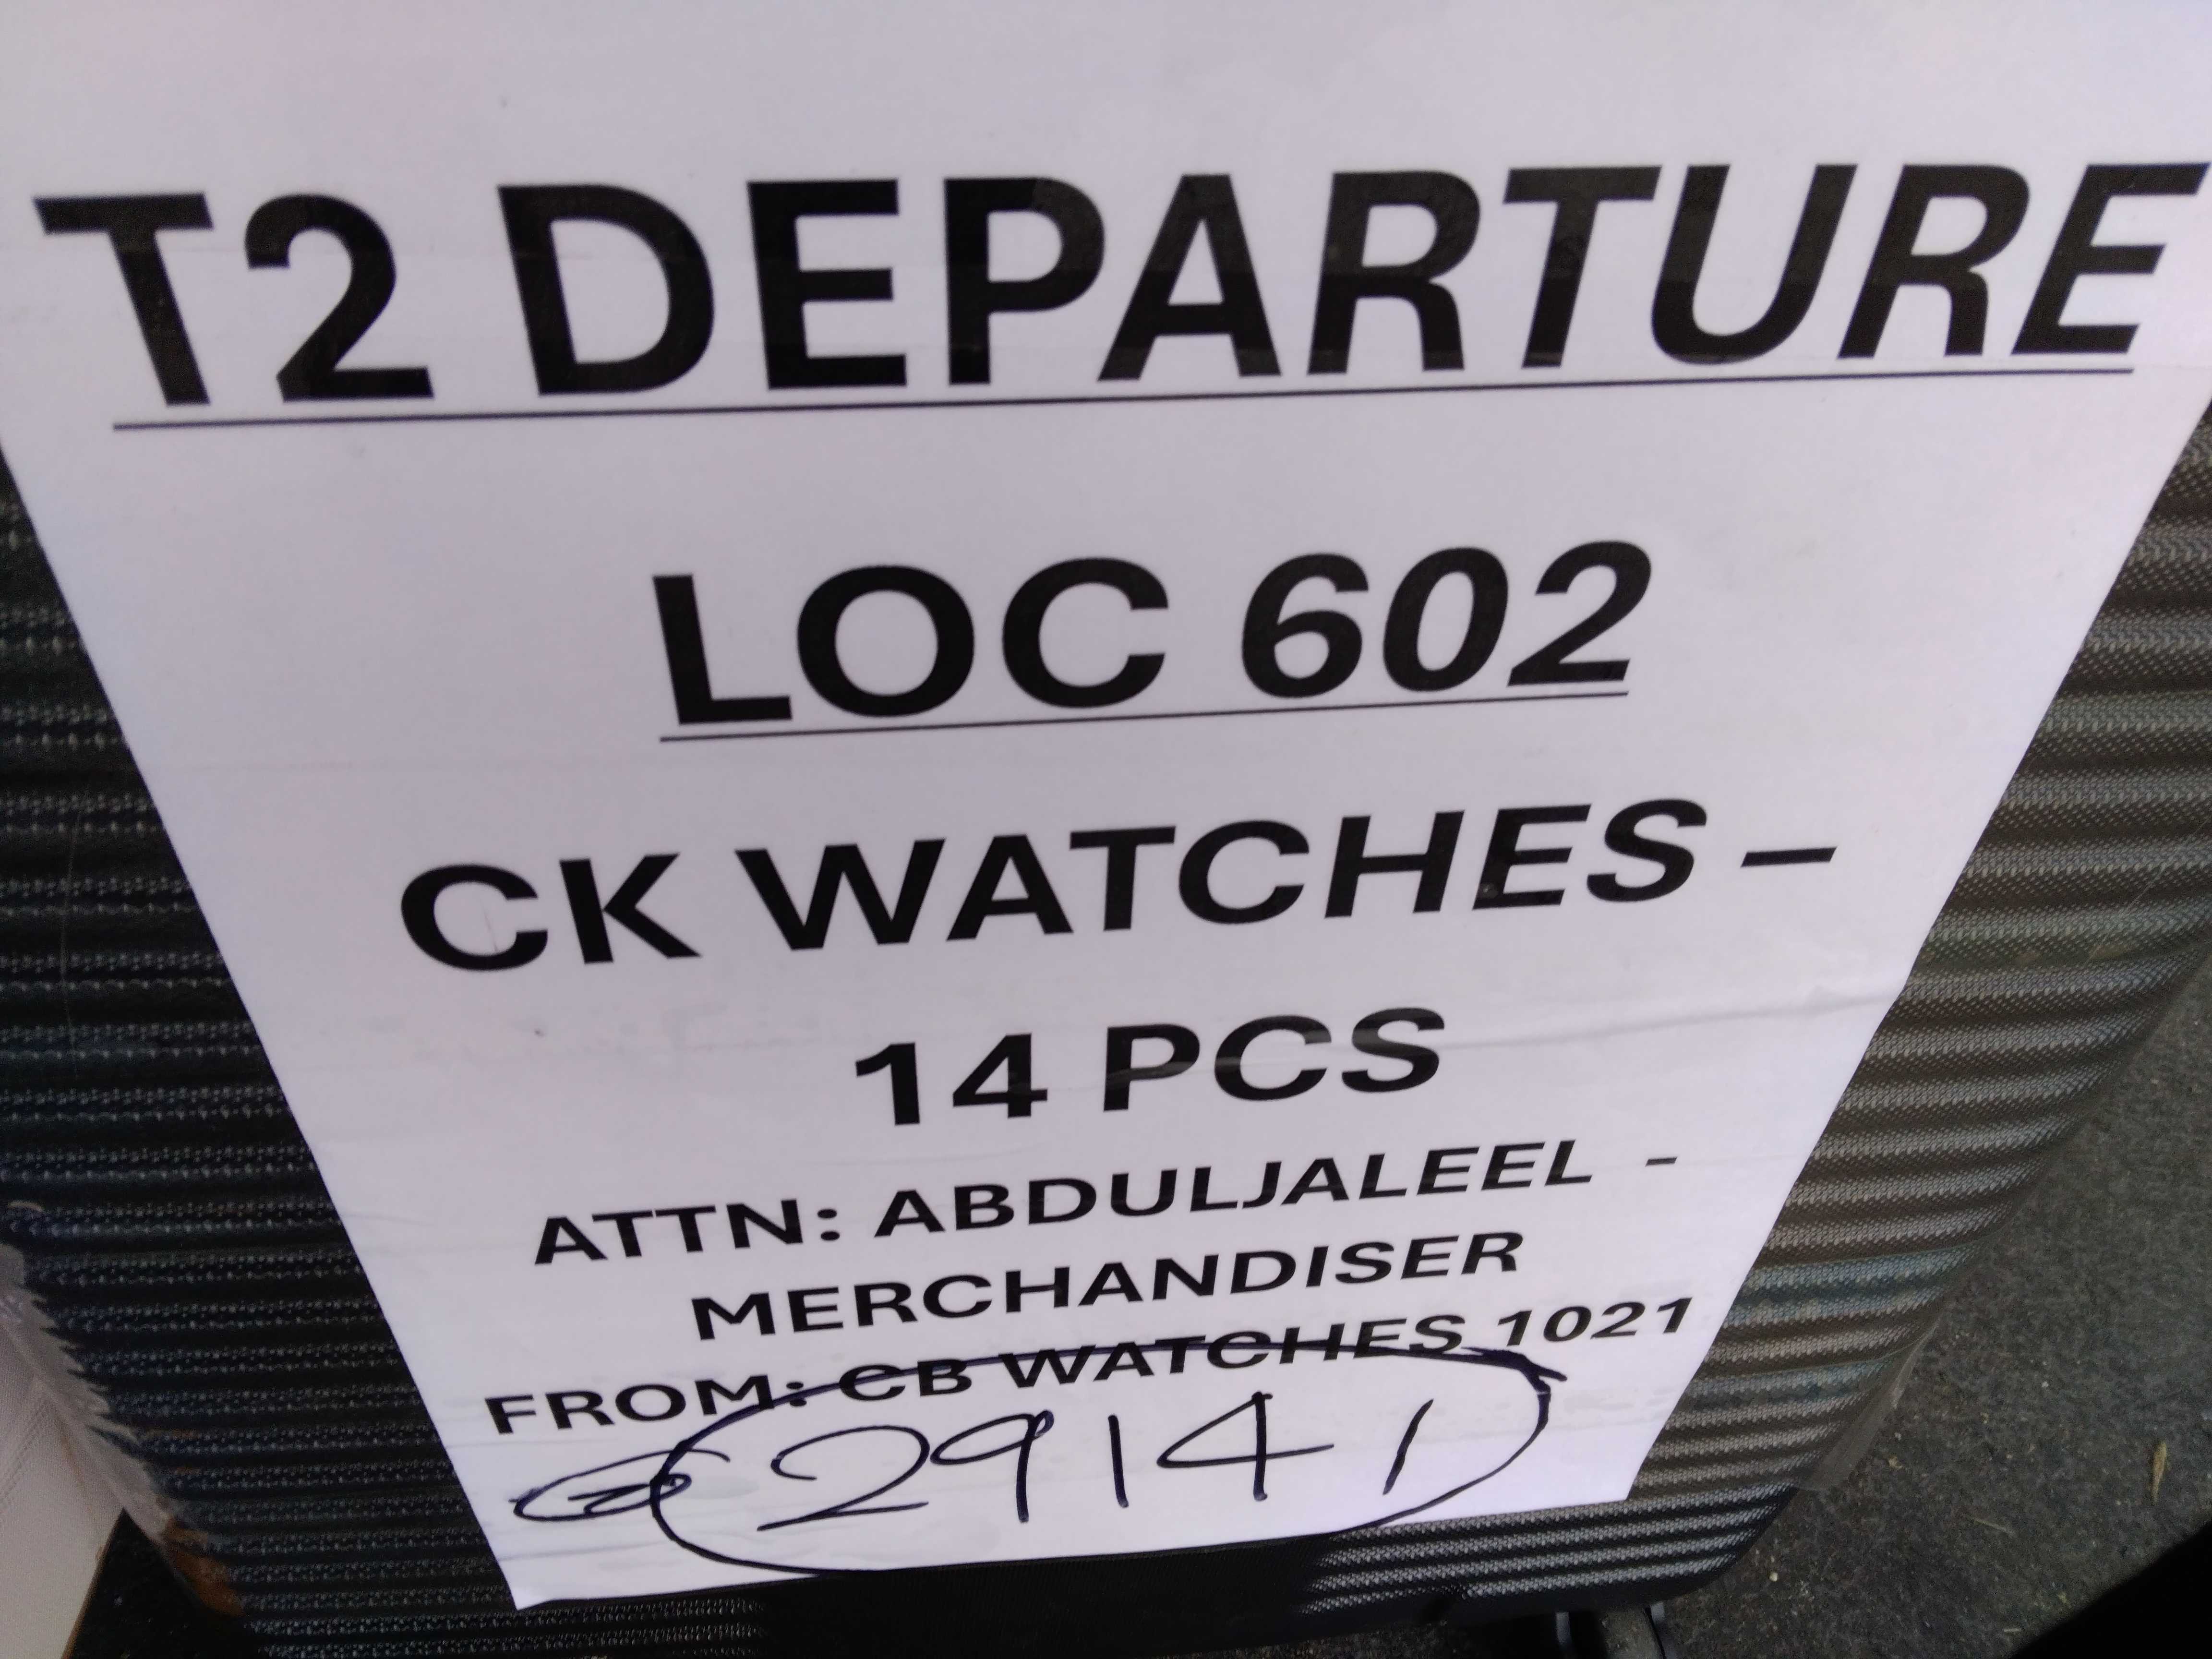 T2 DEPARTURE
LOC 602
CK WATCHES –
14 PCS
ATTN: ABDULJALEEL -
MERCHANDISER
FROM: CB WATCHES 1021
29141